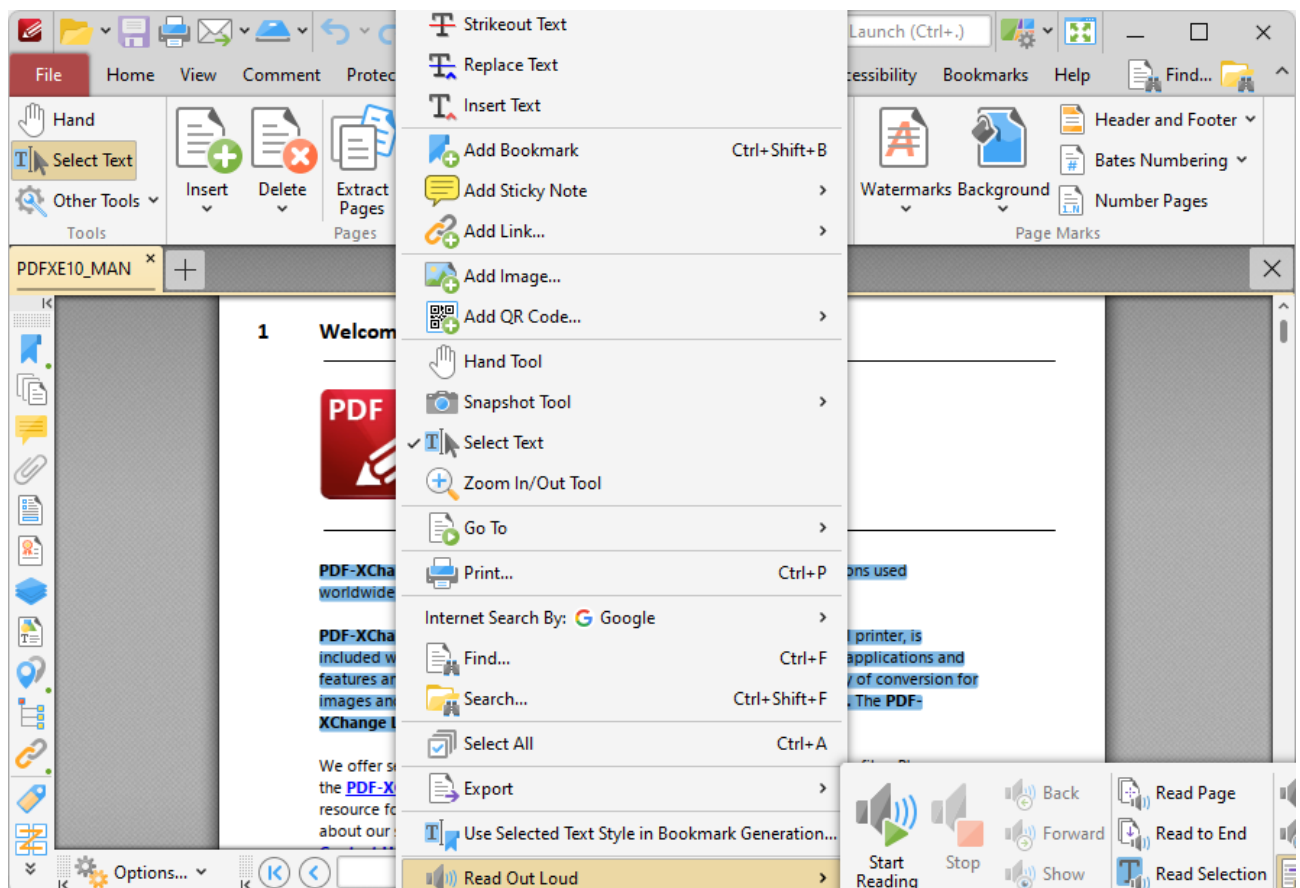 Launch (Ctrl+.)
File
Home
View
Comment
Protec
cessibility
Bookmarks
Help
Find...
Hand
Select Text
Other Tools
Tools
Insert
Delete
Extract
Pages
Pages
Watermarks
Background
Header and Footer
Bates Numbering
Number Pages
Page Marks
PDFXE10_MAN
Strikeout Text
Replace Text
Insert Text
Add Bookmark Ctrl+Shift+B
Add Sticky Note
Add Link...
Add Image...
Add QR Code...
Hand Tool
Snapshot Tool
Select Text
Zoom In/Out Tool
Go To
Print... Ctrl+P
Internet Search By: Google
Find... Ctrl+F
Search... Ctrl+Shift+F
Select All Ctrl+A
Export
Use Selected Text Style in Bookmark Generation...
Read Out Loud
1 Welcom
PDF
PDF-XCha
ons used
worldwide
PDF-XCha
l printer, is
included w
applications and
features an
y of conversion for
images and
. The PDF-
XChange L
We offer se
the PDF-X
resource fo
about our s
Start
Reading
Stop
Back
Forward
Show
Read Page
Read to End
Read Selection
Options...